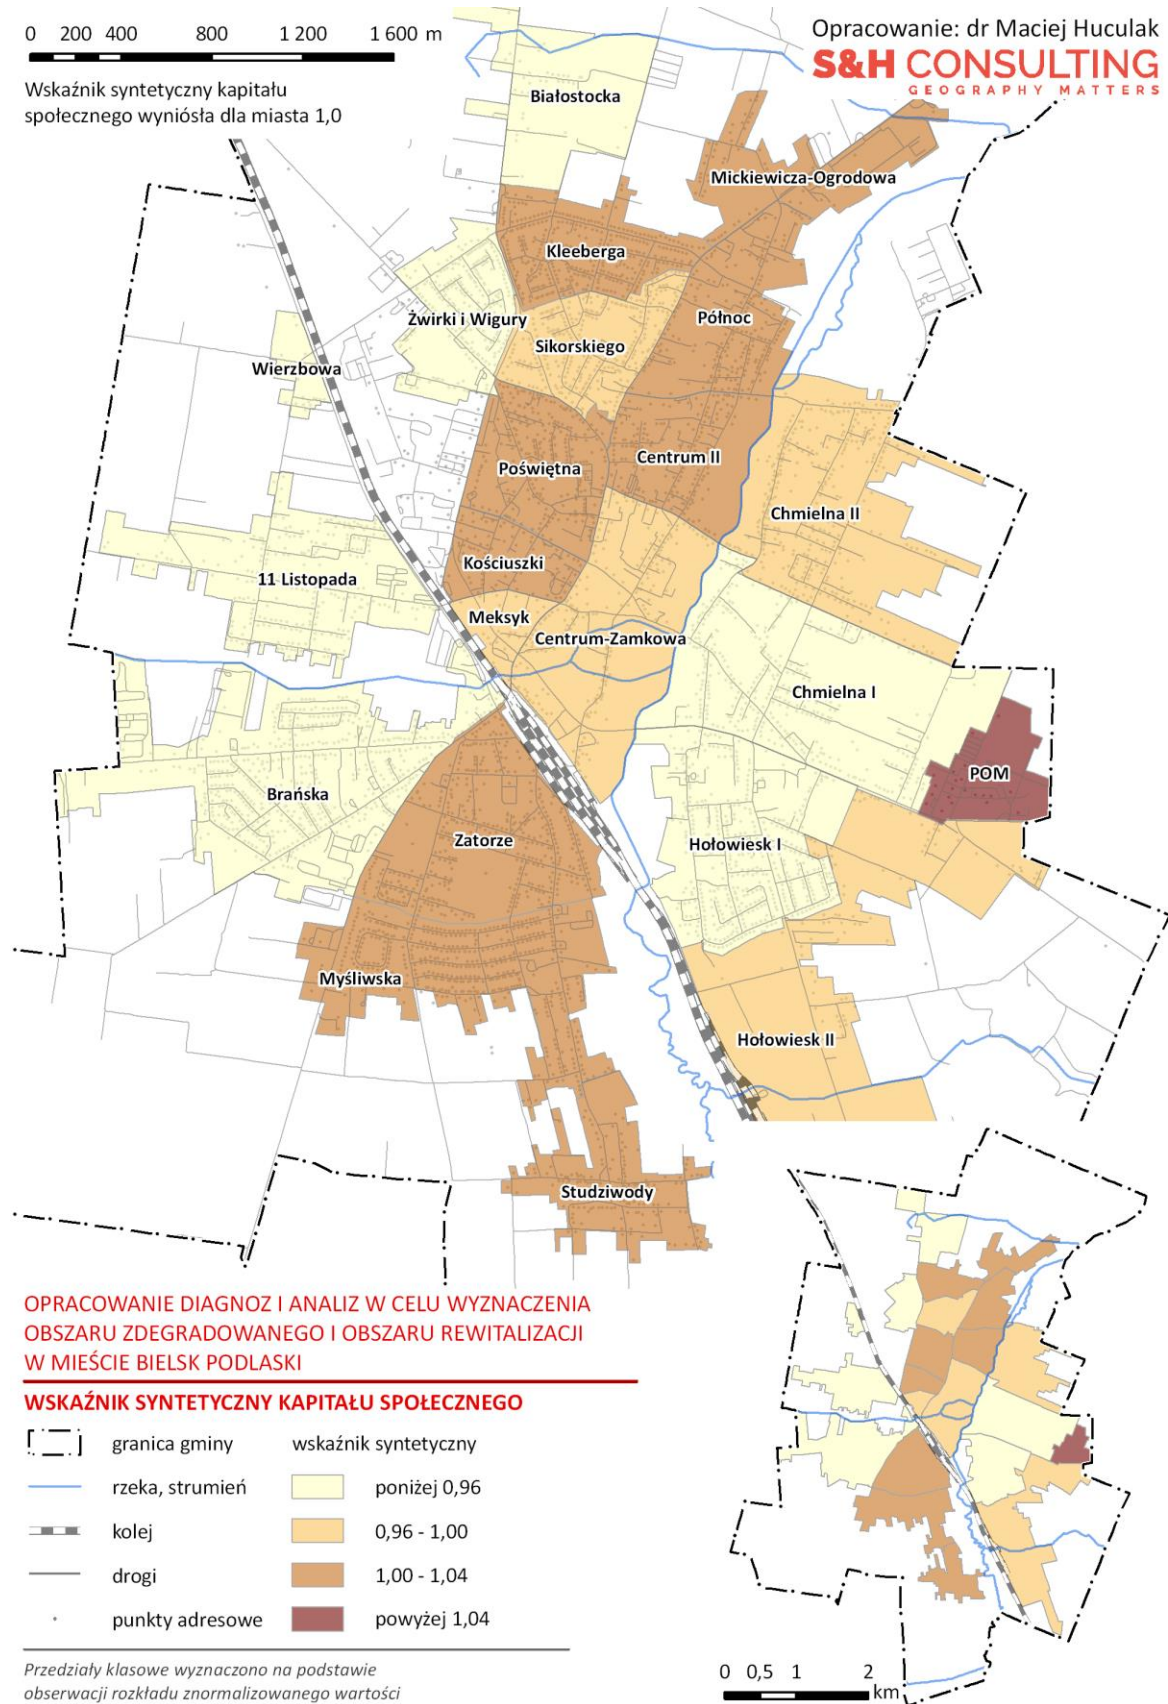 0 200 400 800 1 200 1 600 m
Wskaźnik syntetyczny kapitału
społecznego wyniósła dla miasta 1,0
Opracowanie: dr Maciej Huculak
S&H CONSULTING
GEOGRAPHY MATTERS
Białostocka
Mickiewicza-Ogrodowa
Kleeberga
Żwirki i Wigury
Północ
Sikorskiego
Wierzbowa
Centrum II
Poświętna
Chmielna II
11 Listopada
Kościuszki
Meksyk
Centrum-Zamkowa
Chmielna I
POM
Brańska
Zatorze
Hołowiesk I
Myśliwska
Hołowiesk II
Studziwody
OPRACOWANIE DIAGNOZ I ANALIZ W CELU WYZNACZENIA
OBSZARU ZDEGRADOWANEGO I OBSZARU REWITALIZACJI
W MIEŚCIE BIELSK PODLASKI
WSKAŹNIK SYNTETYCZNY KAPITAŁU SPOŁECZNEGO
granica gminy wskaźnik syntetyczny
rzeka, strumień poniżej 0,96
kolej 0,96 - 1,00
drogi 1,00 - 1,04
punkty adresowe powyżej 1,04
Przedziały klasowe wyznaczono na podstawie
obserwacji rozkładu znormalizowanego wartości
0 0,5 1 2
km